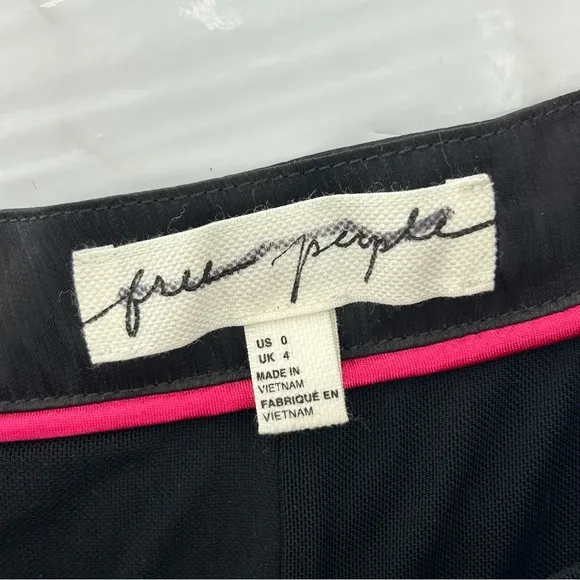 free people
US 0
UK 4
MADE IN
VIETNAM
FABRIQUÉ EN
VIETNAM